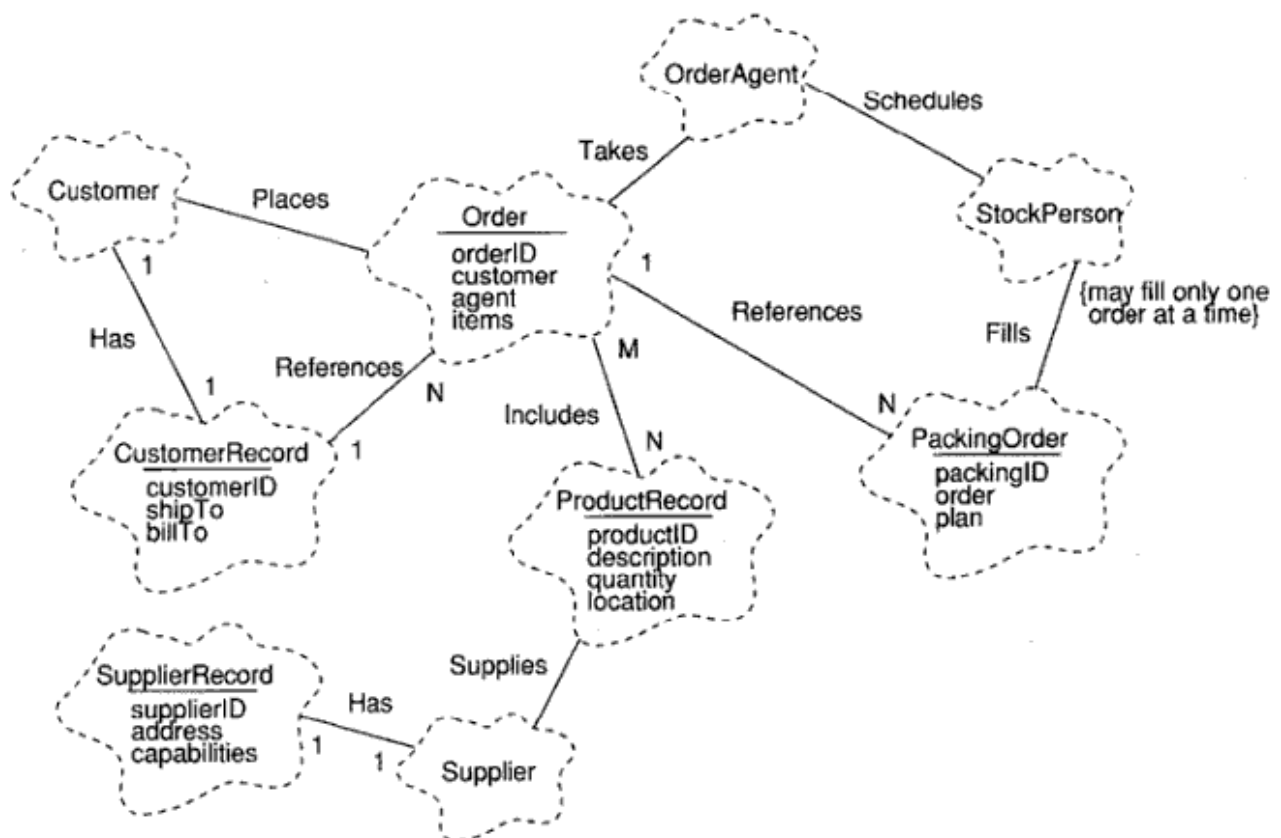 OrderAgent
Schedules
Takes
Customer
Places
Order
orderID
customer
agent
items
StockPerson
1
1
{may fill only one
order at a time}
References
Fills
Has
References
M
N
1
Includes
N
N
1
CustomerRecord
customerID
shipTo
billTo
PackingOrder
packingID
order
plan
ProductRecord
productID
description
quantity
location
Supplies
SupplierRecord
supplierID
address
capabilities
Has
1
1
Supplier